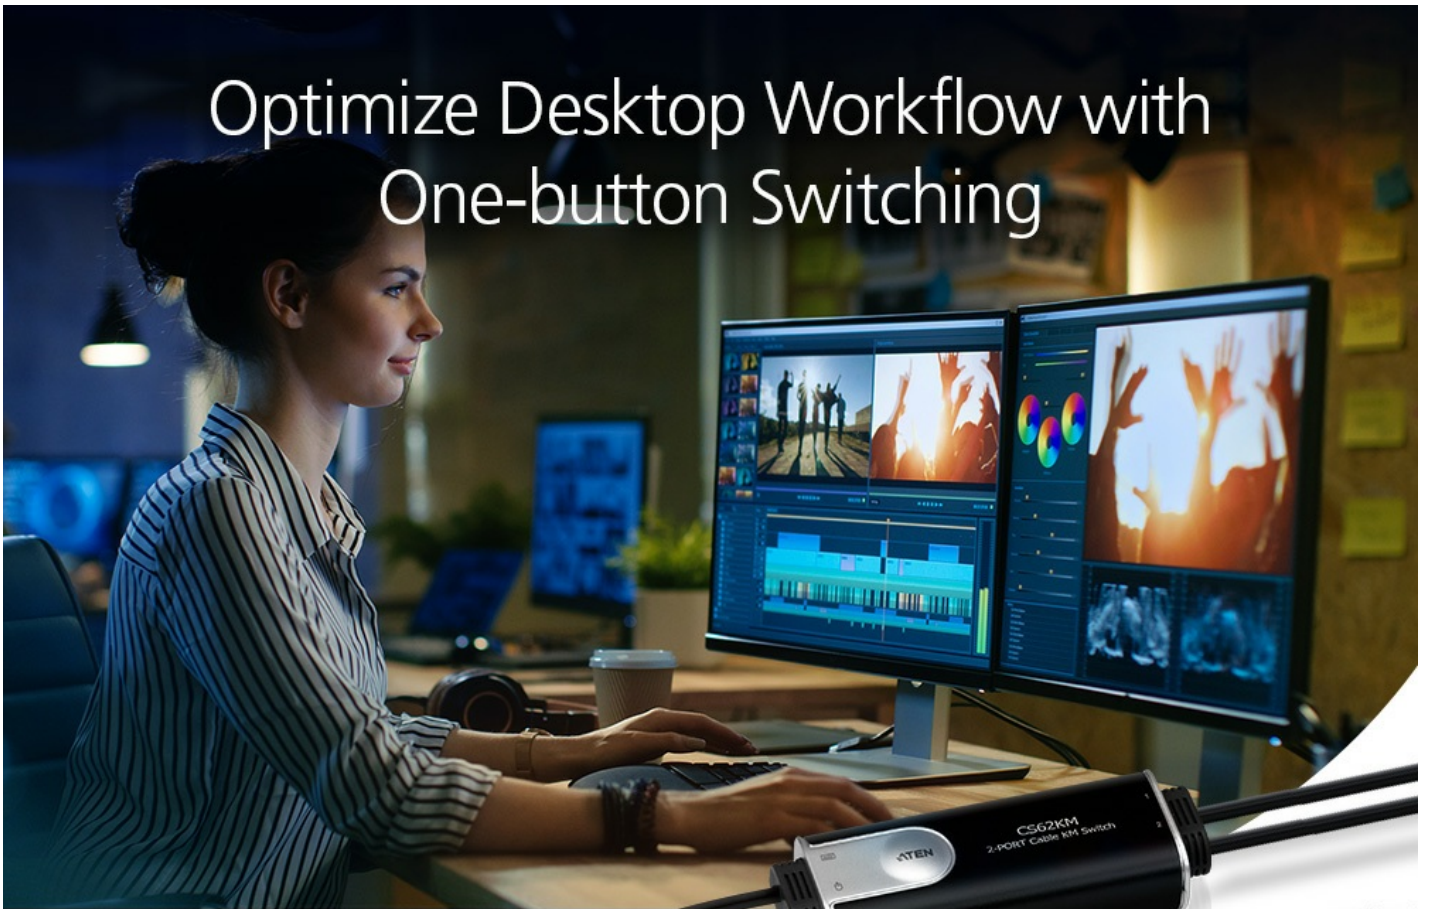 Optimize Desktop Workflow with
One-button Switching
CS62KM
2-PORT Cable KM Switch
ATEN